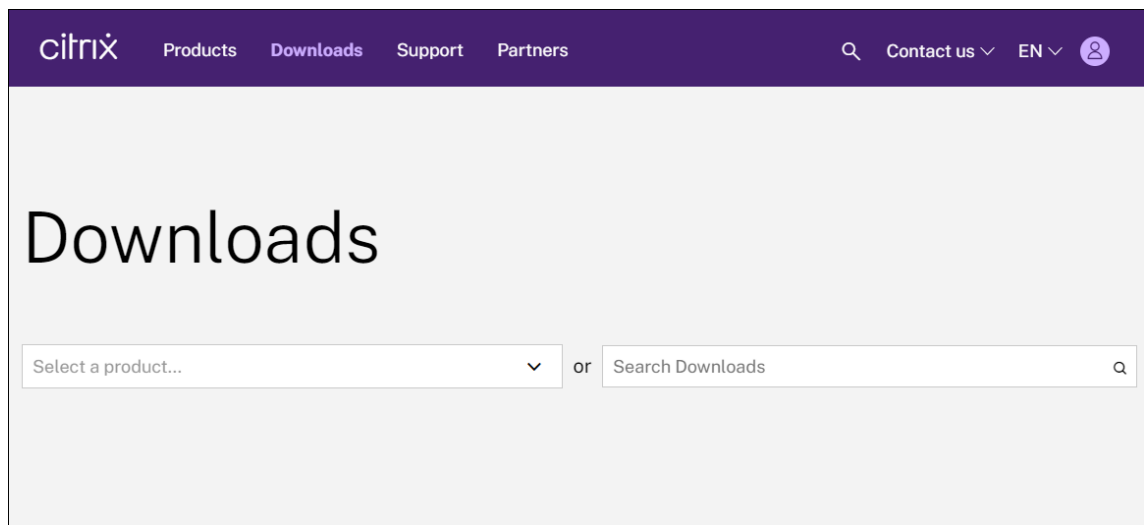 citrix Products Downloads Support Partners Contact us EN
Downloads
Select a product... or Search Downloads